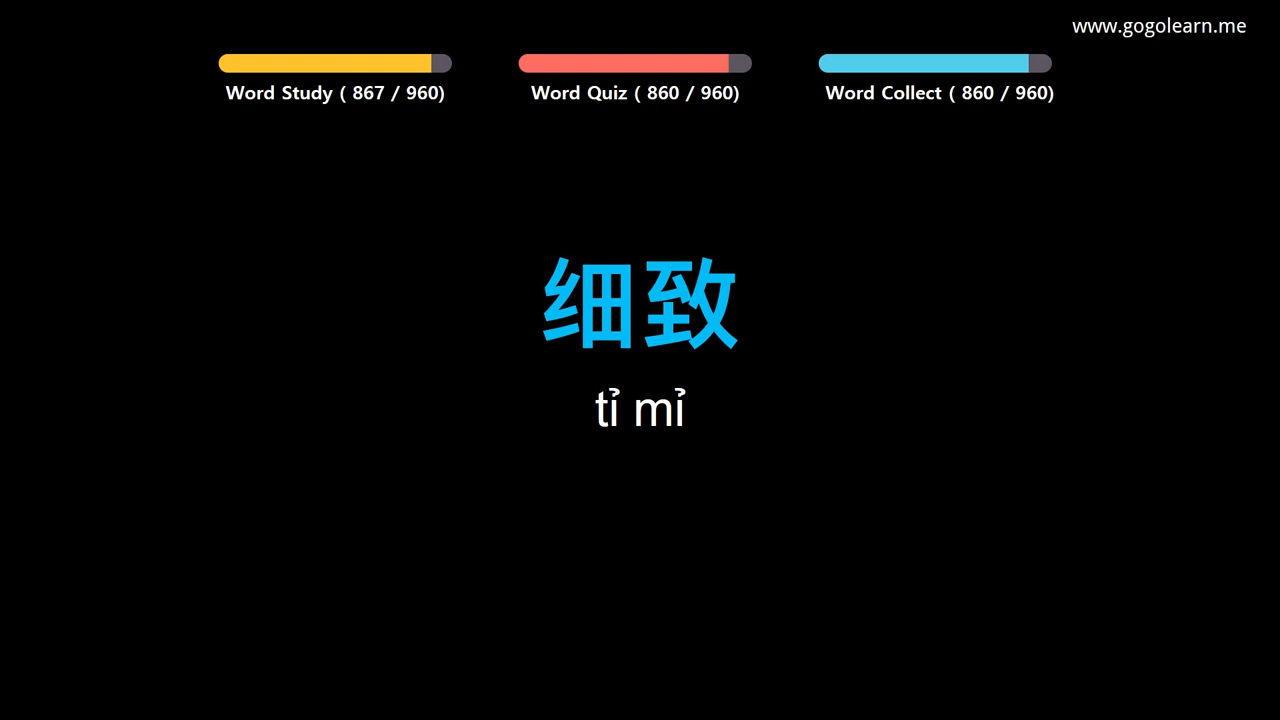 www.gogolearn.me
Word Study ( 867 / 960)
Word Quiz ( 860 / 960)
Word Collect ( 860 / 960)
细致
tỉ mỉ